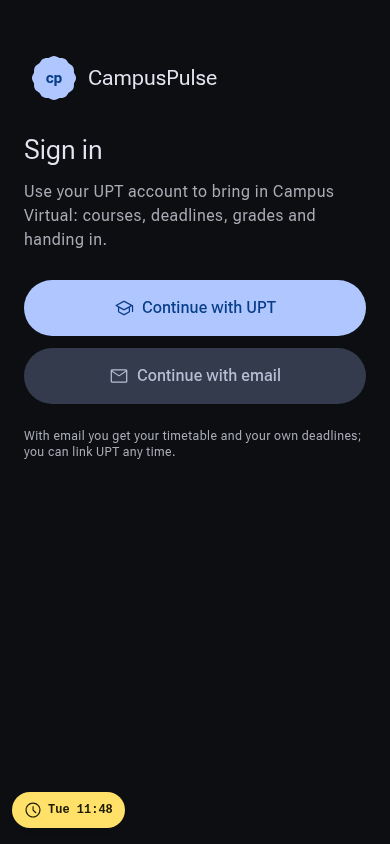 cp
CampusPulse
Sign in
Use your UPT account to bring in Campus
Virtual: courses, deadlines, grades and
handing in.
Continue with UPT
Continue with email
With email you get your timetable and your own deadlines;
you can link UPT any time.
Tue 11:48